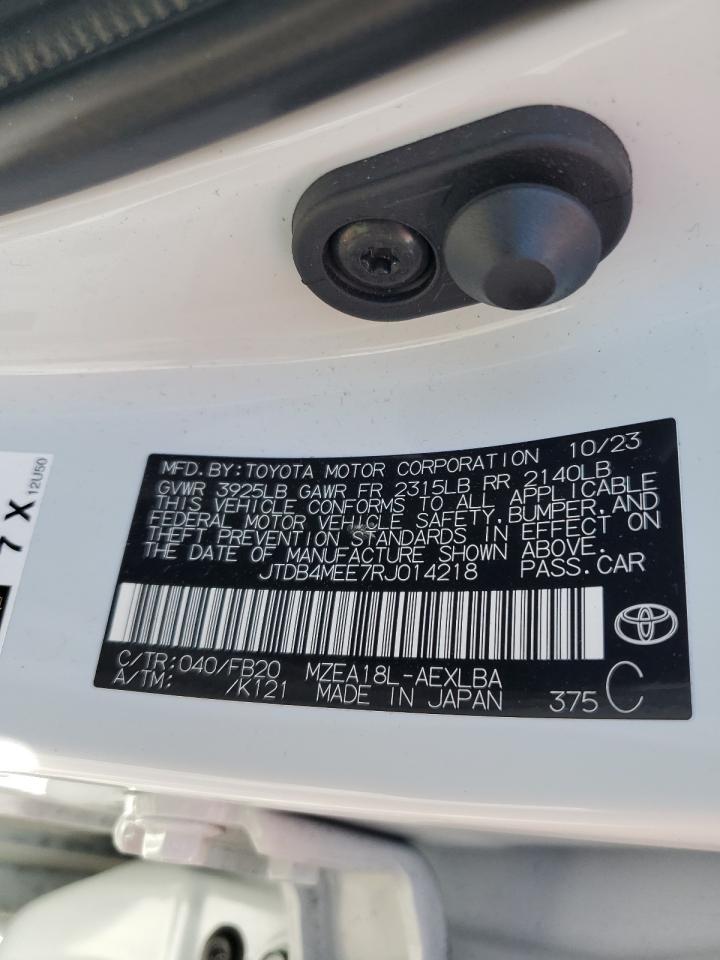 MFD.BY:TOYOTA MOTOR CORPORATION 10/23
GVWR 3925LB GAWR FR 2315LB RR 2140LB
THIS VEHICLE CONFORMS TO ALL APPLICABLE
FEDERAL MOTOR VEHICLE SAFETY,BUMPER,AND
THEFT PREVENTION STANDARDS IN EFFECT ON
THE DATE OF MANUFACTURE SHOWN ABOVE.
JTDB4MEE7RJ014218 PASS.CAR
C/TR:040/FB20 MZEA18L-AEXLBA
A/TM: /K121 MADE IN JAPAN 375 C
7 X
12U50